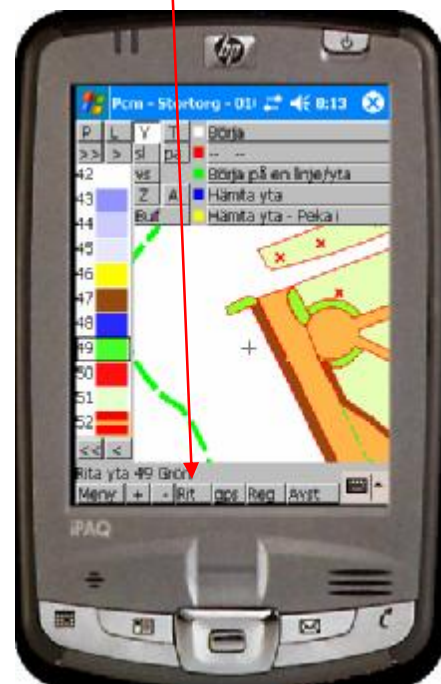 hp
Pcm - Stortorg - 01 8:13
P L Y T Börja
>> > sl pa -- --
42 vs Börja på en linje/yta
43 Z A Hämta yta
44 Buf Hämta yta - Peka i
45
46
47
48
49
50
51
52
<< <
Rita yta 49 Grön
Meny + - Rit gps Reg Avst
iPAQ